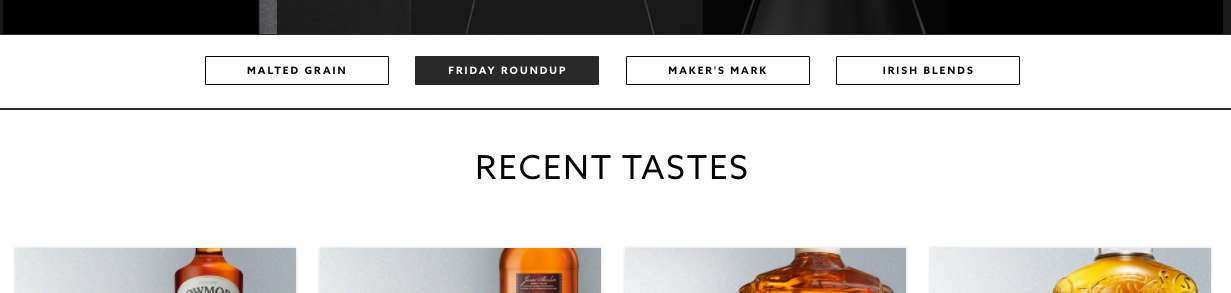 MALTED GRAIN
FRIDAY ROUNDUP
MAKER'S MARK
IRISH BLENDS
RECENT TASTES